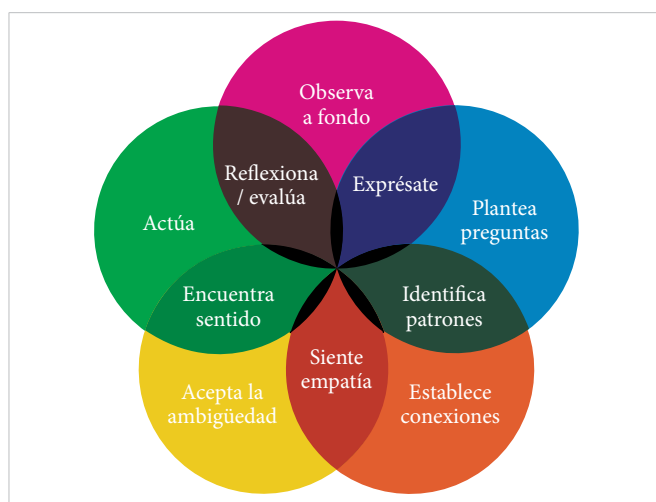 Observa
a fondo
Reflexiona
/ evalúa
Exprésate
Actúa
Plantea
preguntas
Encuentra
sentido
Identifica
patrones
Siente
empatía
Acepta la
ambigüedad
Establece
conexiones